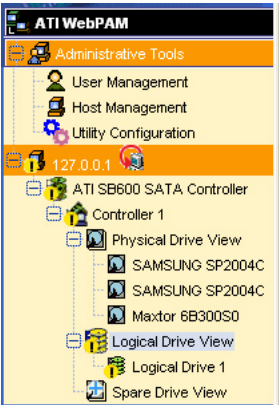 ATI WebPAM
Administrative Tools
User Management
Host Management
Utility Configuration
127.0.0.1
ATI SB600 SATA Controller
Controller 1
Physical Drive View
SAMSUNG SP2004C
SAMSUNG SP2004C
Maxtor 6B300S0
Logical Drive View
Logical Drive 1
Spare Drive View